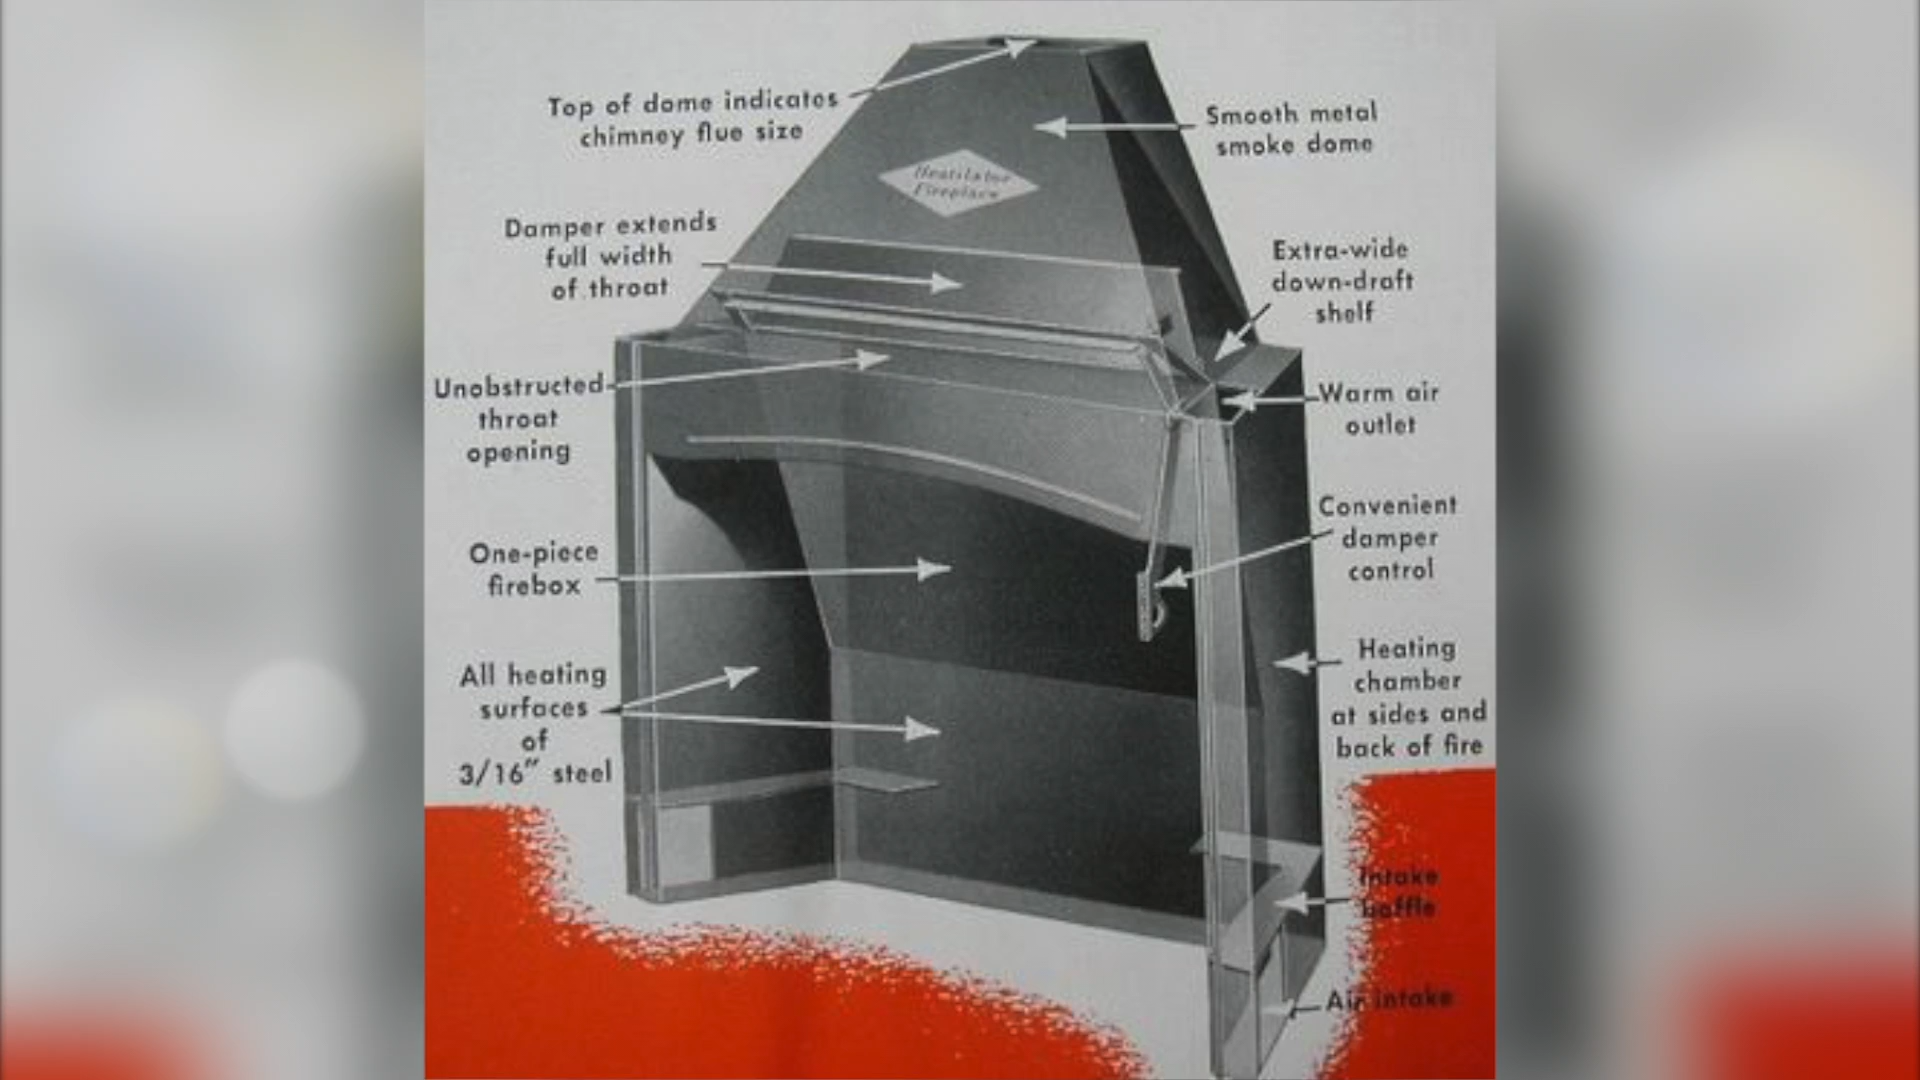 Top of dome indicates
chimney flue size
Smooth metal
smoke dome
Heatilator
Fireplace
Damper extends
full width
of throat
Extra-wide
down-draft
shelf
Unobstructed
throat
opening
Warm air
outlet
One-piece
firebox
Convenient
damper
control
All heating
surfaces
of
3/16" steel
Heating
chamber
at sides and
back of fire
Intake
baffle
Air intake